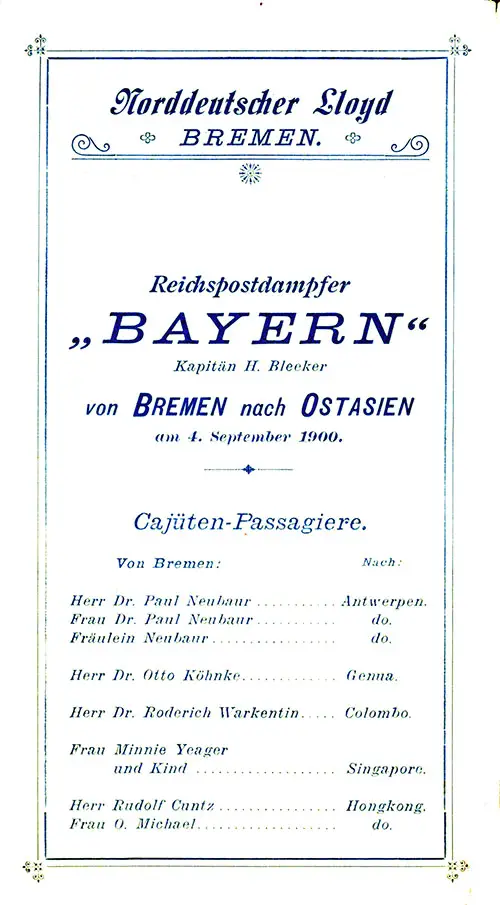 Norddeutscher Lloyd
BREMEN.
Reichspostdampfer
„BAYERN“
Kapitän H. Bleeker
von BREMEN nach OSTASIEN
am 4. September 1900.
Cajüten-Passagiere.
Von Bremen: Nach:
Herr Dr. Paul Neubaur ........... Antwerpen.
Frau Dr. Paul Neubaur ........... do.
Fräulein Neubaur ................. do.
Herr Dr. Otto Köhnke ............. Genua.
Herr Dr. Roderich Warkentin ..... Colombo.
Frau Minnie Yeager
und Kind ................... Singapore.
Herr Rudolf Cuntz ................ Hongkong.
Frau O. Michael ................... do.